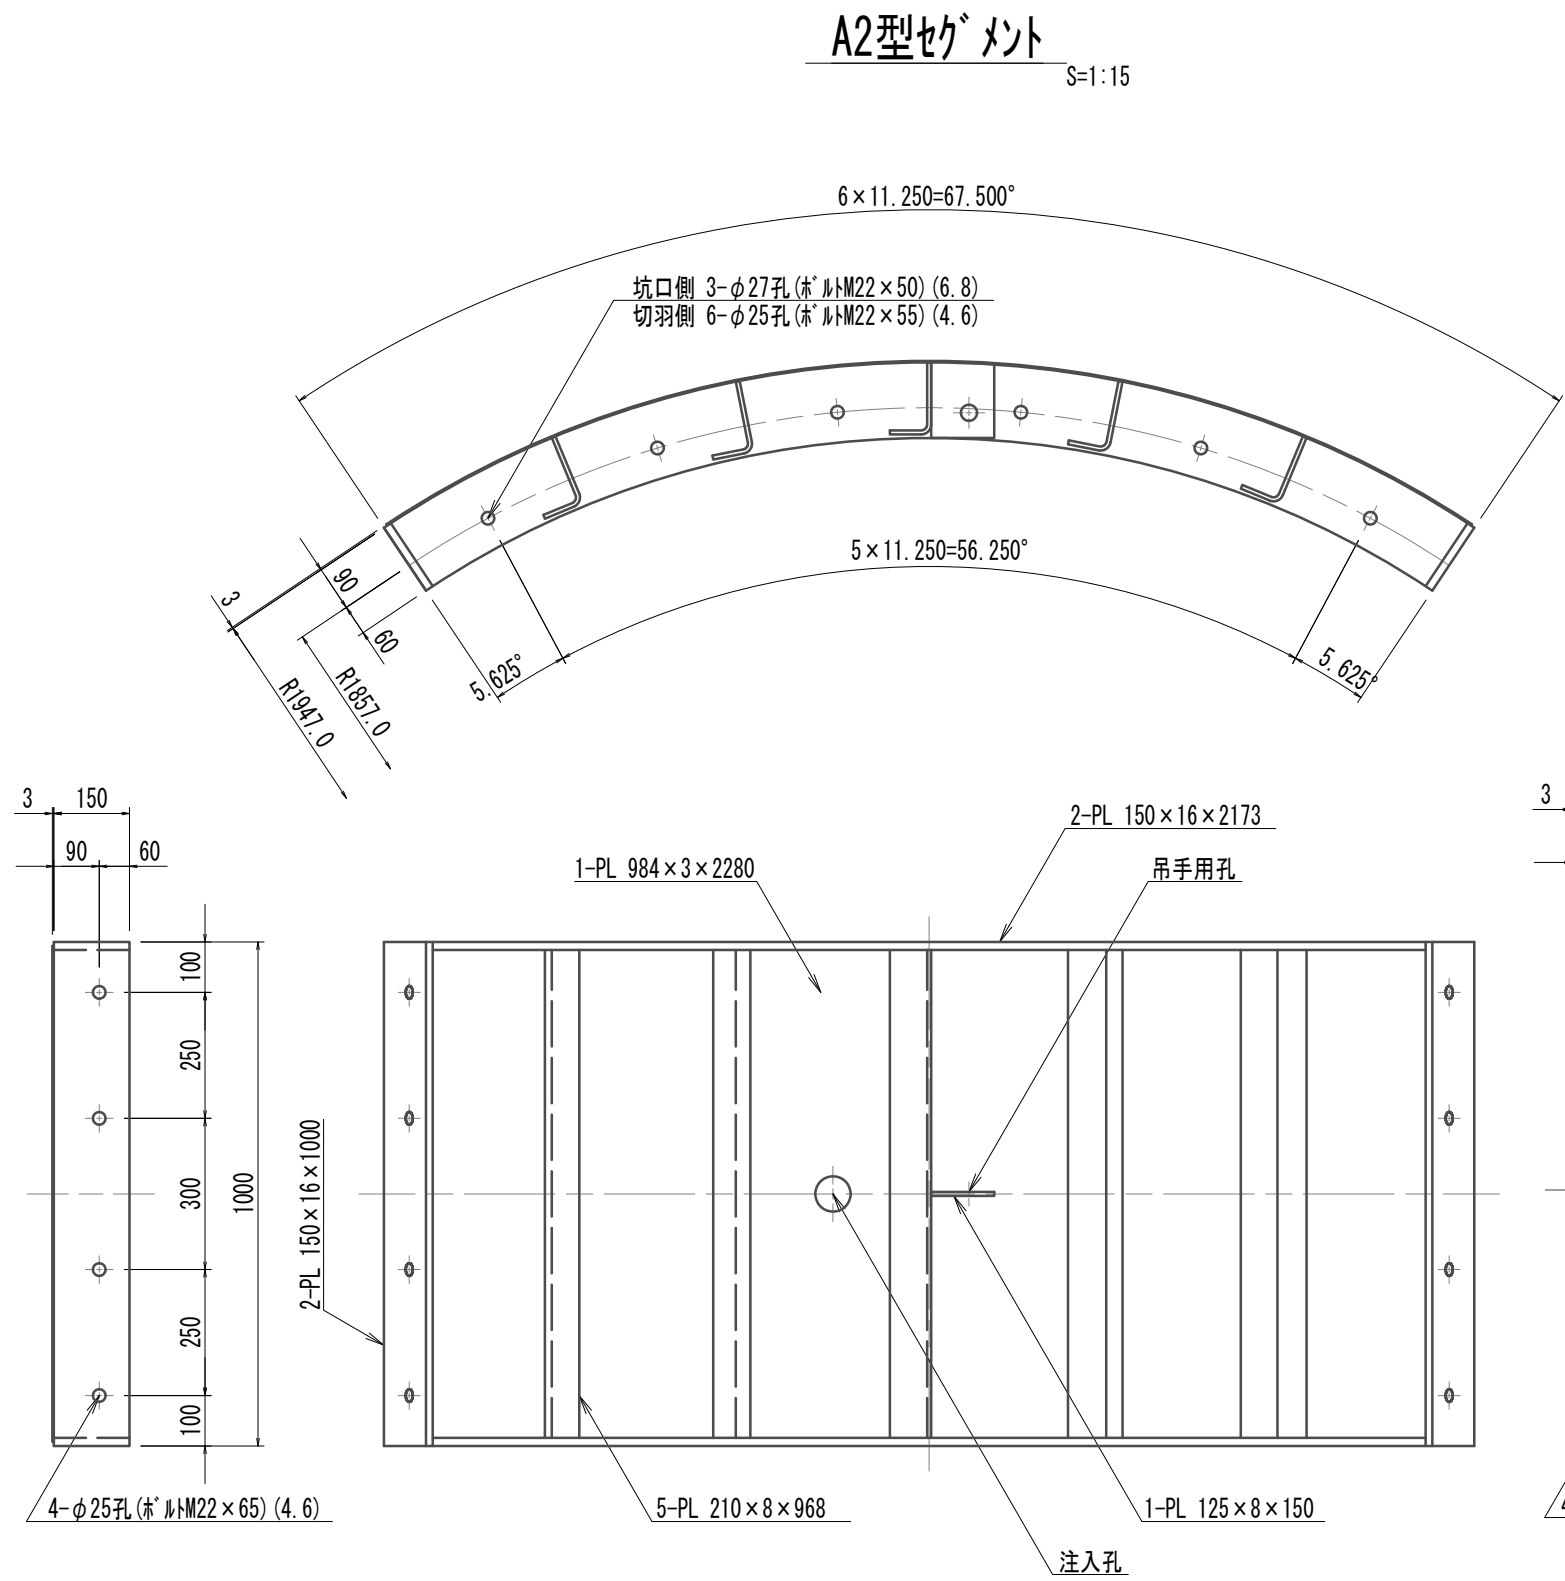 A2型セグメント
S=1:15
6×11.250=67.500°
坑口側 3-φ27孔(ボルトM22×50)(6.8)
切羽側 6-φ25孔(ボルトM22×55)(4.6)
5×11.250=56.250°
3
90
60
R1947.0
R1857.0
5.625°
5.625°
3
150
90
60
3
2-PL 150×16×2173
1-PL 984×3×2280
吊手用孔
100
250
300
250
100
1000
2-PL 150×16×1000
4-φ25孔(ボルトM22×65)(4.6)
5-PL 210×8×968
1-PL 125×8×150
注入孔
4